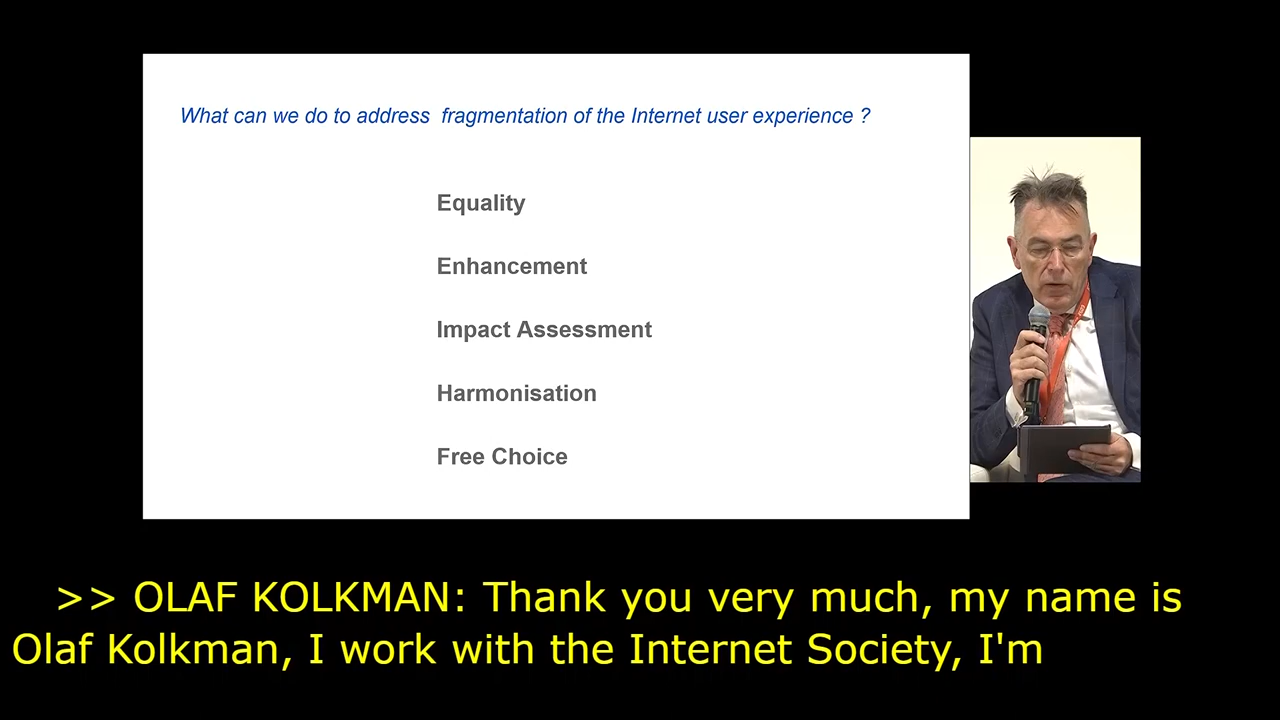 What can we do to address fragmentation of the Internet user experience ?
Equality
Enhancement
Impact Assessment
Harmonisation
Free Choice
>> OLAF KOLKMAN: Thank you very much, my name is
Olaf Kolkman, I work with the Internet Society, I'm